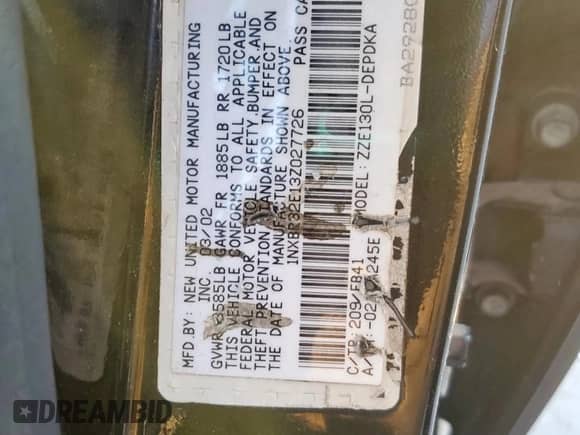 MFD.BY: NEW UNITED MOTOR MANUFACTURING
INC 03/02
GVWR 3585LB GAWR FR 1885LB RR 1720LB
THIS VEHICLE CONFORMS TO ALL APPLICABLE
FEDERAL MOTOR VEHICLE SAFETY,BUMPER,AND
THEFT PREVENTION STANDARDS IN EFFECT ON
THE DATE OF MANUFACTURE SHOWN ABOVE.
1NXBR32E13Z027726 PASS CA
C/TR: 209/FB41 MODEL: ZZE130L-DEPDKA
245E
BA2928
DREAMBID